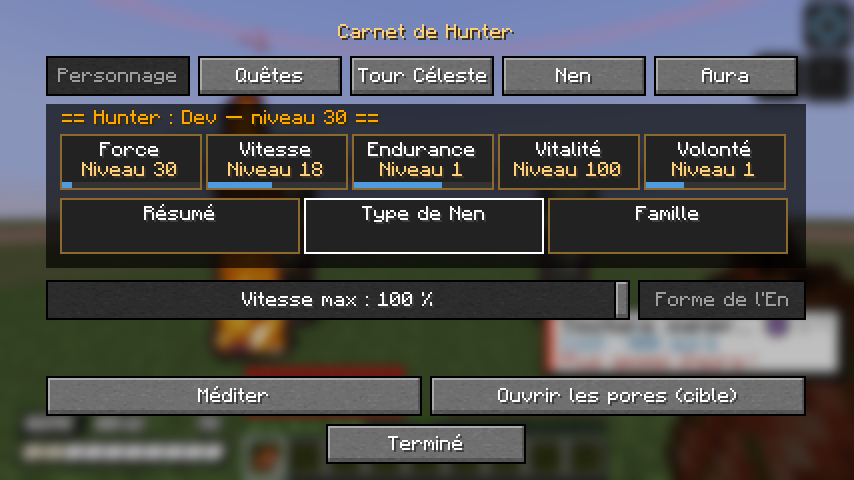 Carnet de Hunter
Personnage
Quêtes
Tour Céleste
Nen
Aura
== Hunter : Dev — niveau 30 ==
Force
Niveau 30
Vitesse
Niveau 18
Endurance
Niveau 1
Vitalité
Niveau 100
Volonté
Niveau 1
Résumé
Type de Nen
Famille
Vitesse max : 100 %
Forme de l'En
Méditer
Ouvrir les pores (cible)
Terminé